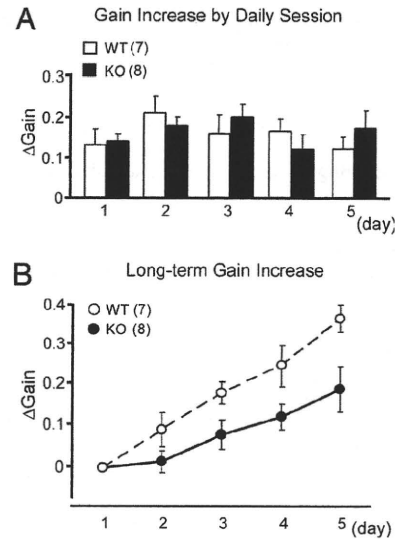 A
Gain Increase by Daily Session
WT (7)
KO (8)
0.3
0.2
0.1
0
ΔGain
1 2 3 4 5 (day)
B
Long-term Gain Increase
WT (7)
KO (8)
0.4
0.3
0.2
0.1
0
ΔGain
1 2 3 4 5 (day)